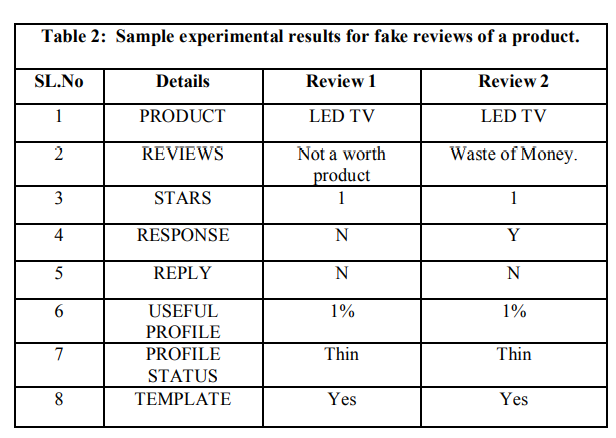 Table 2: Sample experimental results for fake reviews of a product.
SL.No Details Review 1 Review 2
1 PRODUCT LED TV LED TV
2 REVIEWS Not a worth Waste of Money.
product
3 STARS 1 1
4 RESPONSE N Y
5 REPLY N N
6 USEFUL 1% 1%
PROFILE
7 PROFILE Thin Thin
STATUS
8 TEMPLATE Yes Yes